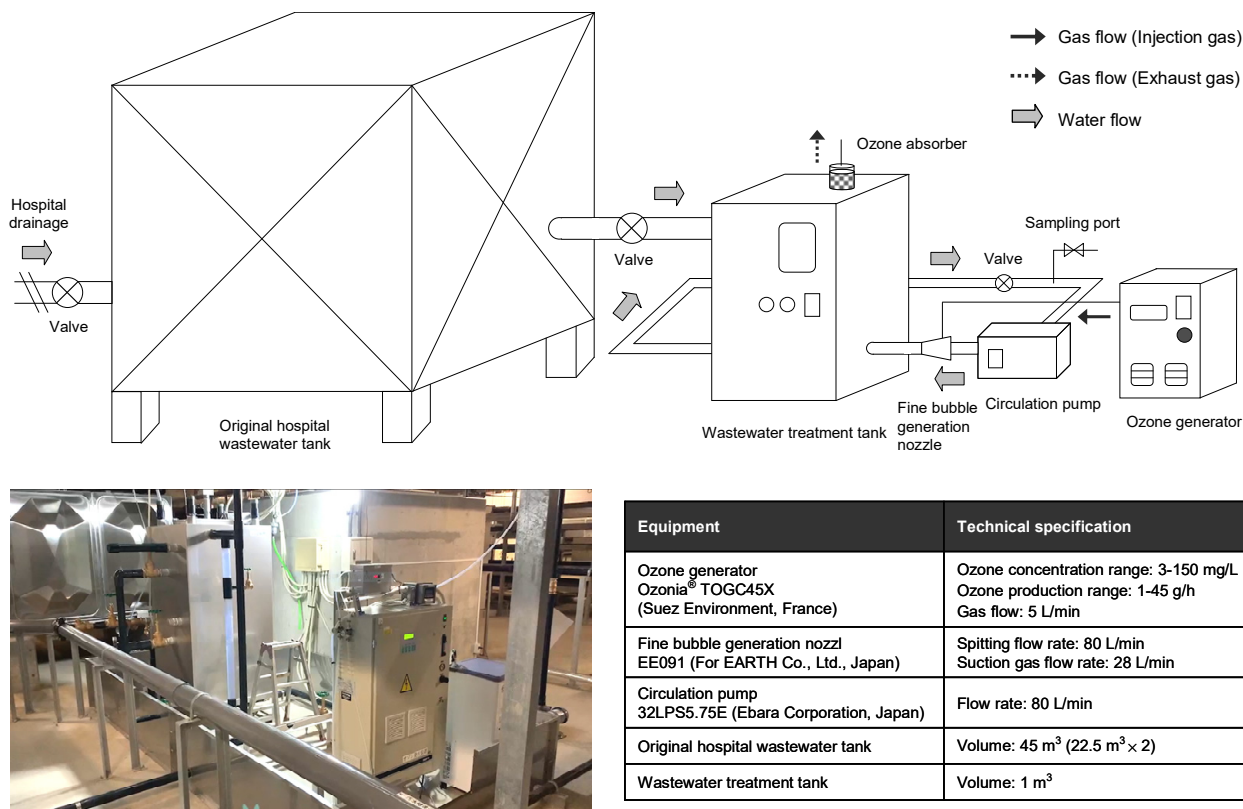 Gas flow (Injection gas)
Gas flow (Exhaust gas)
Water flow
Ozone absorber
Hospital
drainage
Valve
Valve
Sampling port
Valve
Original hospital
wastewater tank
Wastewater treatment tank
Fine bubble
generation
nozzle
Circulation pump
Ozone generator
Equipment
Technical specification
Ozone generator
Ozonia® TOGC45X
(Suez Environment, France)
Ozone concentration range: 3-150 mg/L
Ozone production range: 1-45 g/h
Gas flow: 5 L/min
Fine bubble generation nozzl
EE091 (For EARTH Co., Ltd., Japan)
Spitting flow rate: 80 L/min
Suction gas flow rate: 28 L/min
Circulation pump
32LPS5.75E (Ebara Corporation, Japan)
Flow rate: 80 L/min
Original hospital wastewater tank
Volume: 45 m³ (22.5 m³ × 2)
Wastewater treatment tank
Volume: 1 m³